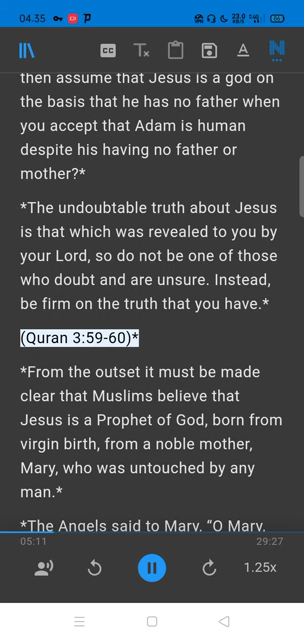 04.35
23.0
KB/S
then assume that Jesus is a god on
the basis that he has no father when
you accept that Adam is human
despite his having no father or
mother?*
*The undoubtable truth about Jesus
is that which was revealed to you by
your Lord, so do not be one of those
who doubt and are unsure. Instead,
be firm on the truth that you have.*
(Quran 3:59-60)*
*From the outset it must be made
clear that Muslims believe that
Jesus is a Prophet of God, born from
virgin birth, from a noble mother,
Mary, who was untouched by any
man.*
*The Angels said to Mary, “O Mary,
05:11
29:27
1.25x